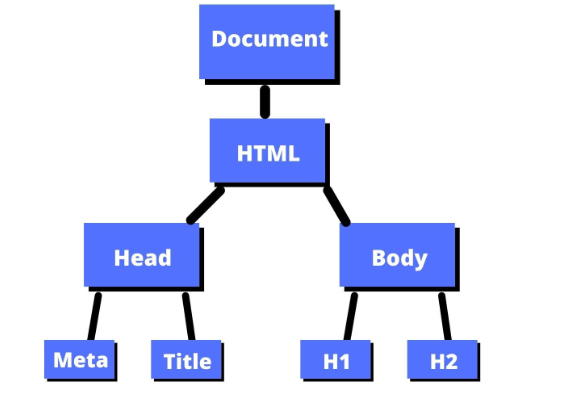 Document
HTML
Head
Body
Meta
Title
H1
H2